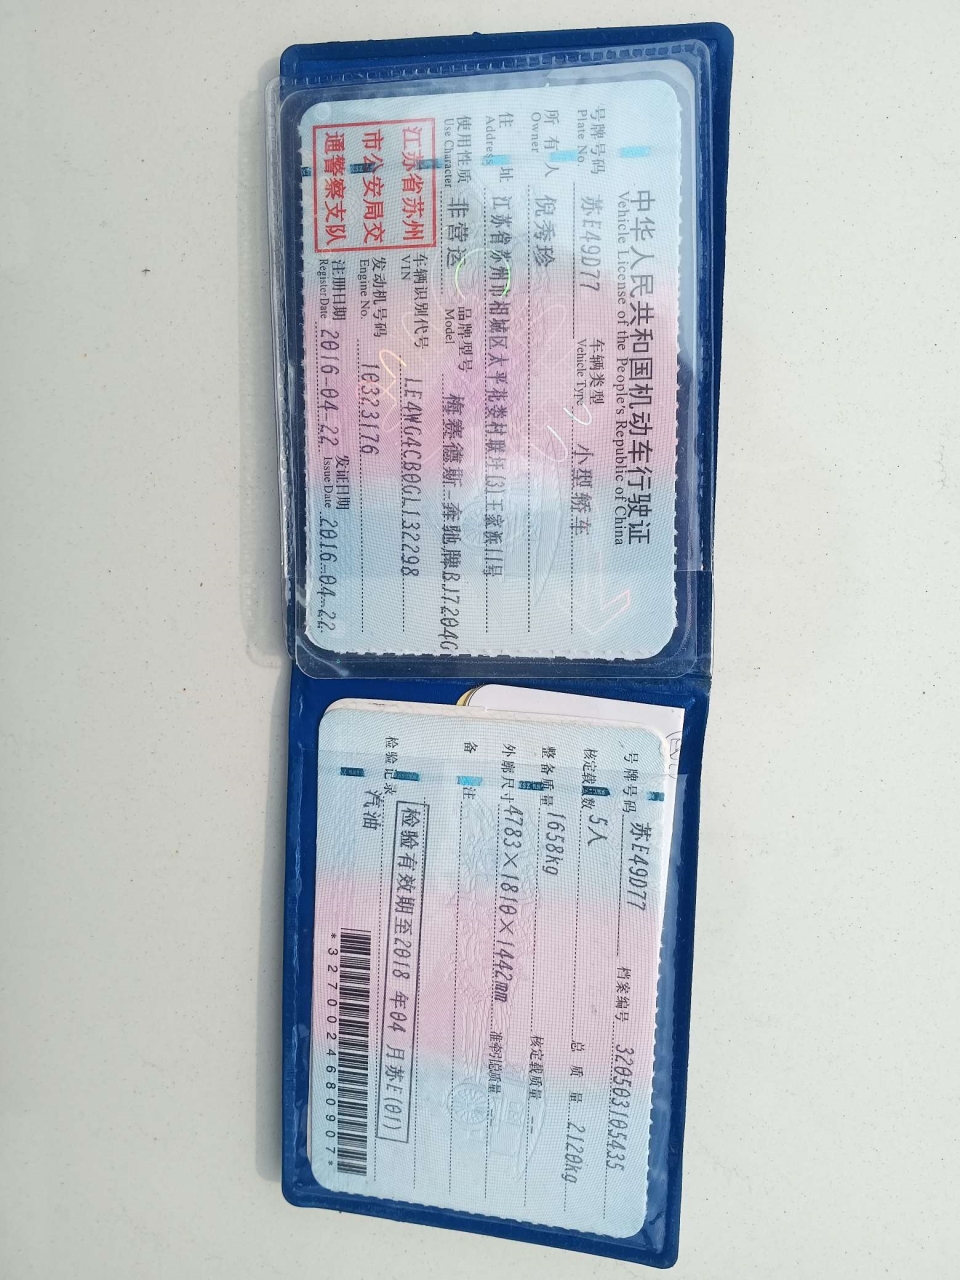 中华人民共和国机动车行驶证
Vehicle License of the People's Republic of China
号牌号码 苏E49D77 车辆类型 小型轿车
Plate No. Vehicle Type
所有人 倪秀珍
Owner
住址 江苏省苏州市相城区太平北娄村联圩(3)王家浜11号
Address
使用性质 非营运 品牌型号 梅赛德斯-奔驰牌BJ7204G
Use Character Model
江苏省苏州
市公安局交
通警察支队
车辆识别代号 LE4WG4CB0GL132298
VIN
发动机号码 10323176
Engine No.
注册日期 2016-04-22 发证日期 2016-04-22
Register Date Issue Date
号牌号码 苏E49D77 档案编号 320503105435
核定载人数 5人 总质量 2120kg
整备质量 1658kg 核定载质量 --
外廓尺寸 4783×1810×1442mm 准牵引总质量 --
备注
检验有效期至2018年04月苏E(01)
检验记录
汽油
*3270024680907*